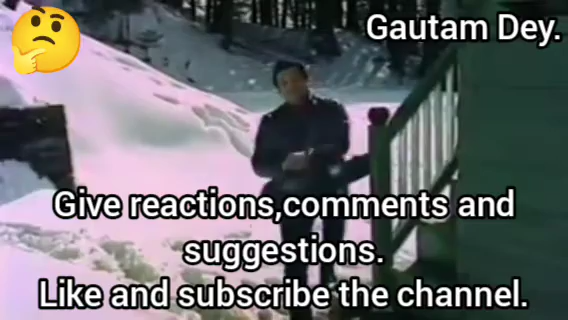 Gautam Dey.
Give reactions,comments and
suggestions.
Like and subscribe the channel.